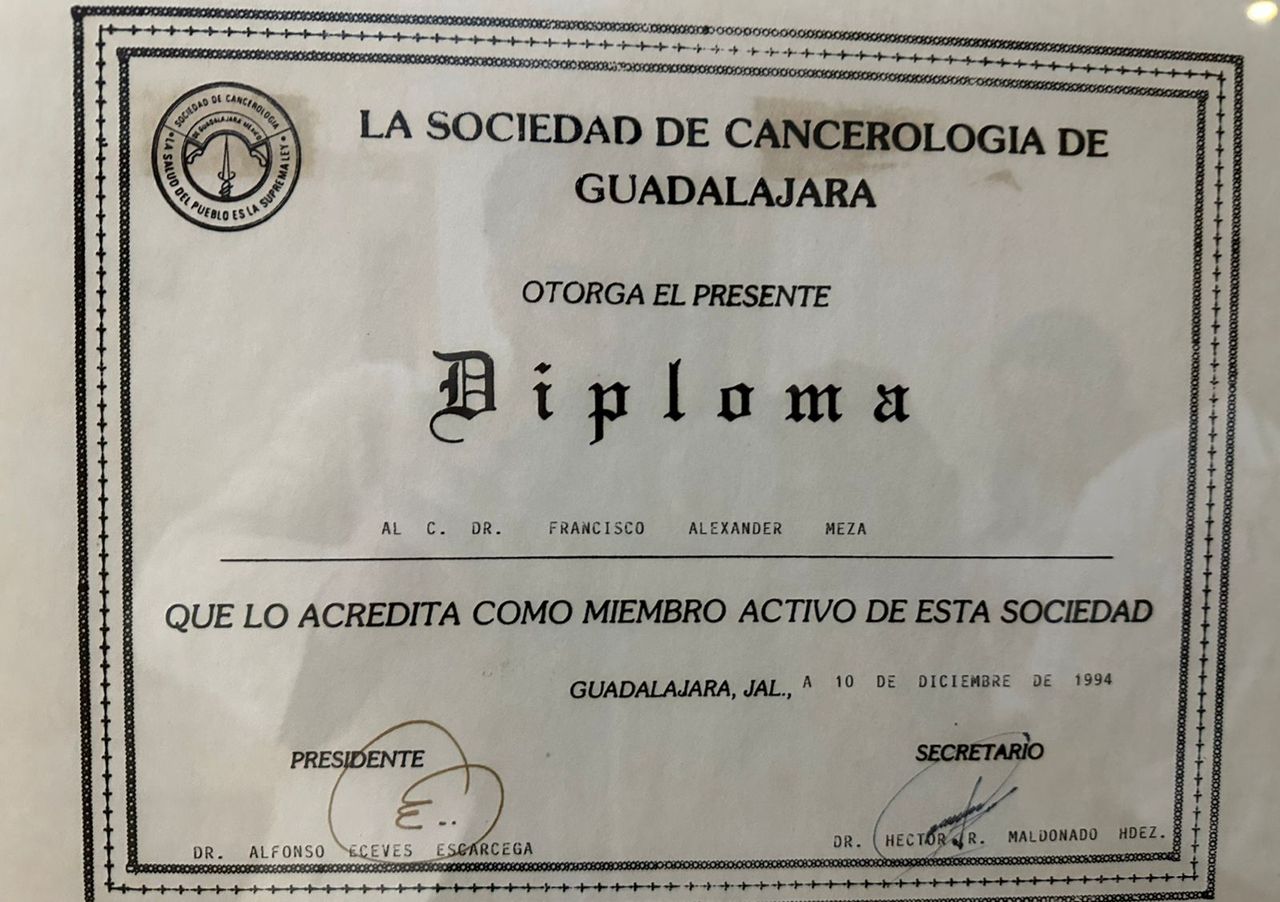 SOCIEDAD DE CANCEROLOGIA
DE GUADALAJARA MEXICO
LA SALUD DEL PUEBLO ES LA SUPREMA LEY
LA SOCIEDAD DE CANCEROLOGIA DE
GUADALAJARA
OTORGA EL PRESENTE
Diploma
AL C. DR. FRANCISCO ALEXANDER MEZA
QUE LO ACREDITA COMO MIEMBRO ACTIVO DE ESTA SOCIEDAD
GUADALAJARA, JAL., A 10 DE DICIEMBRE DE 1994
PRESIDENTE SECRETARIO
DR. ALFONSO ECEVES ESCARCEGA DR. HECTOR R. MALDONADO HDEZ.